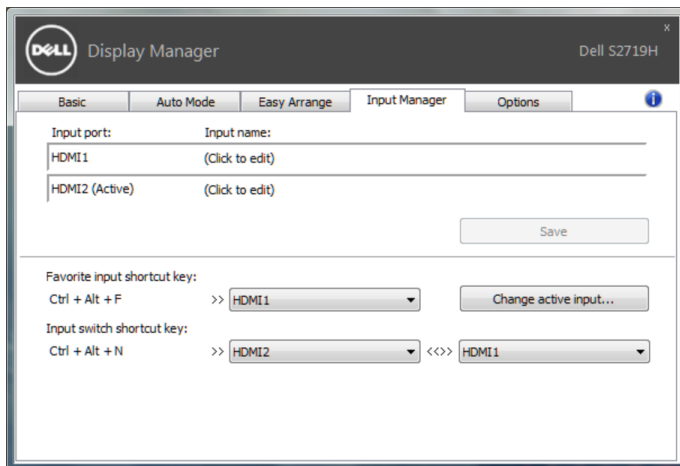 x
DELL Display Manager Dell S2719H
Basic Auto Mode Easy Arrange Input Manager Options i
Input port: Input name:
HDMI1 (Click to edit)
HDMI2 (Active) (Click to edit)
Save
Favorite input shortcut key:
Ctrl + Alt + F >> HDMI1 Change active input...
Input switch shortcut key:
Ctrl + Alt + N >> HDMI2 <<>> HDMI1